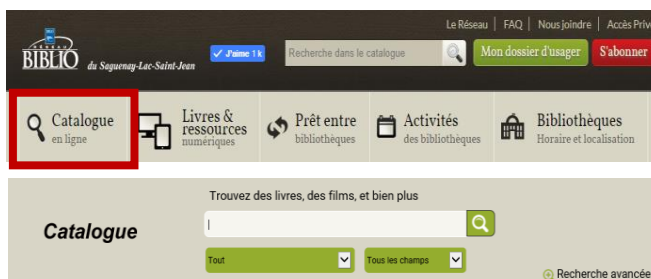 Le Réseau | FAQ | Nous joindre | Accès Privé
RÉSEAU
BIBLIO du Saguenay-Lac-Saint-Jean
J'aime 1 k
Recherche dans le catalogue
Mon dossier d'usager
S'abonner
Catalogue
en ligne
Livres &
ressources
numériques
Prêt entre
bibliothèques
Activités
des bibliothèques
Bibliothèques
Horaire et localisation
Trouvez des livres, des films, et bien plus
Catalogue
Tout
Tous les champs
Recherche avancée